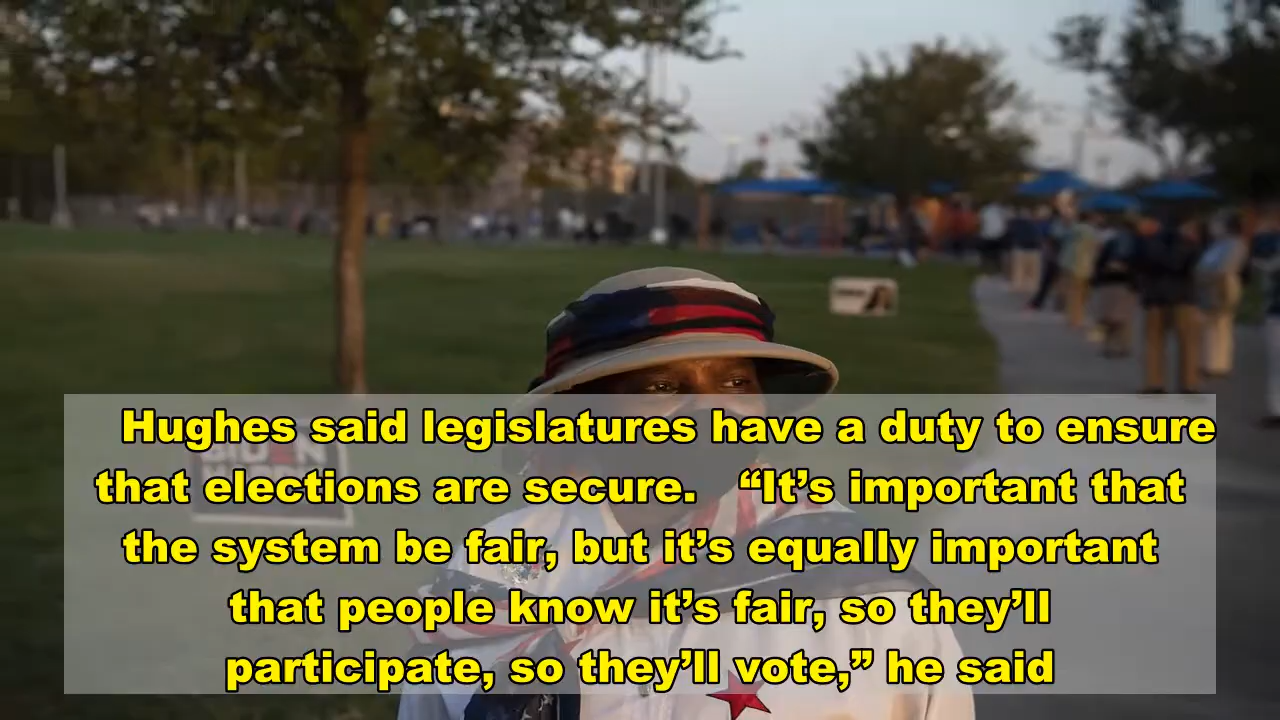 Hughes said legislatures have a duty to ensure
that elections are secure. “It’s important that
the system be fair, but it’s equally important
that people know it’s fair, so they’ll
participate, so they’ll vote,” he said
BIDEN